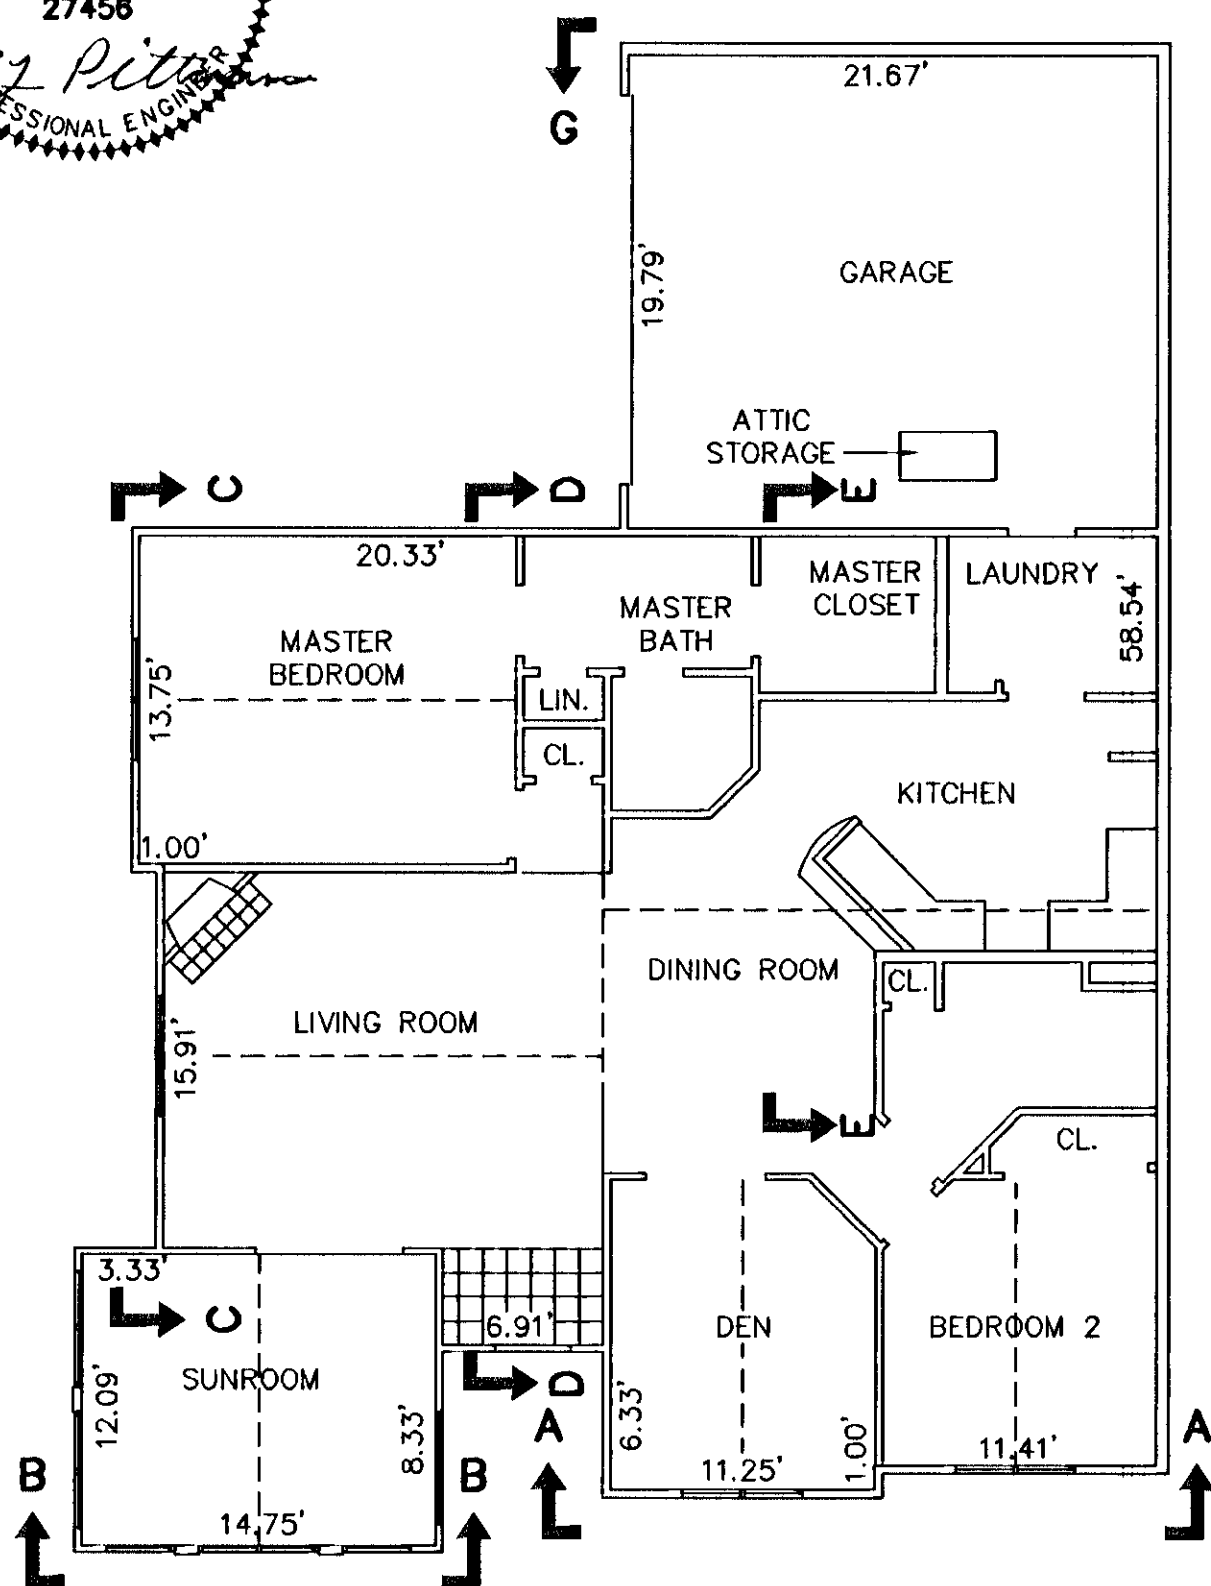 27456
Pittman
ESSIONAL ENGINEER
G
21.67'
19.79'
GARAGE
ATTIC
STORAGE
C
D
E
20.33'
MASTER
CLOSET
LAUNDRY
58.54'
MASTER
BATH
MASTER
BEDROOM
13.75'
LIN.
CL.
KITCHEN
1.00'
DINING ROOM
CL.
LIVING ROOM
15.91'
E
CL.
3.33'
C
6.91'
DEN
BEDROOM 2
SUNROOM
12.09'
8.33'
D
A
6.33'
1.00'
11.41'
A
B
B
11.25'
14.75'